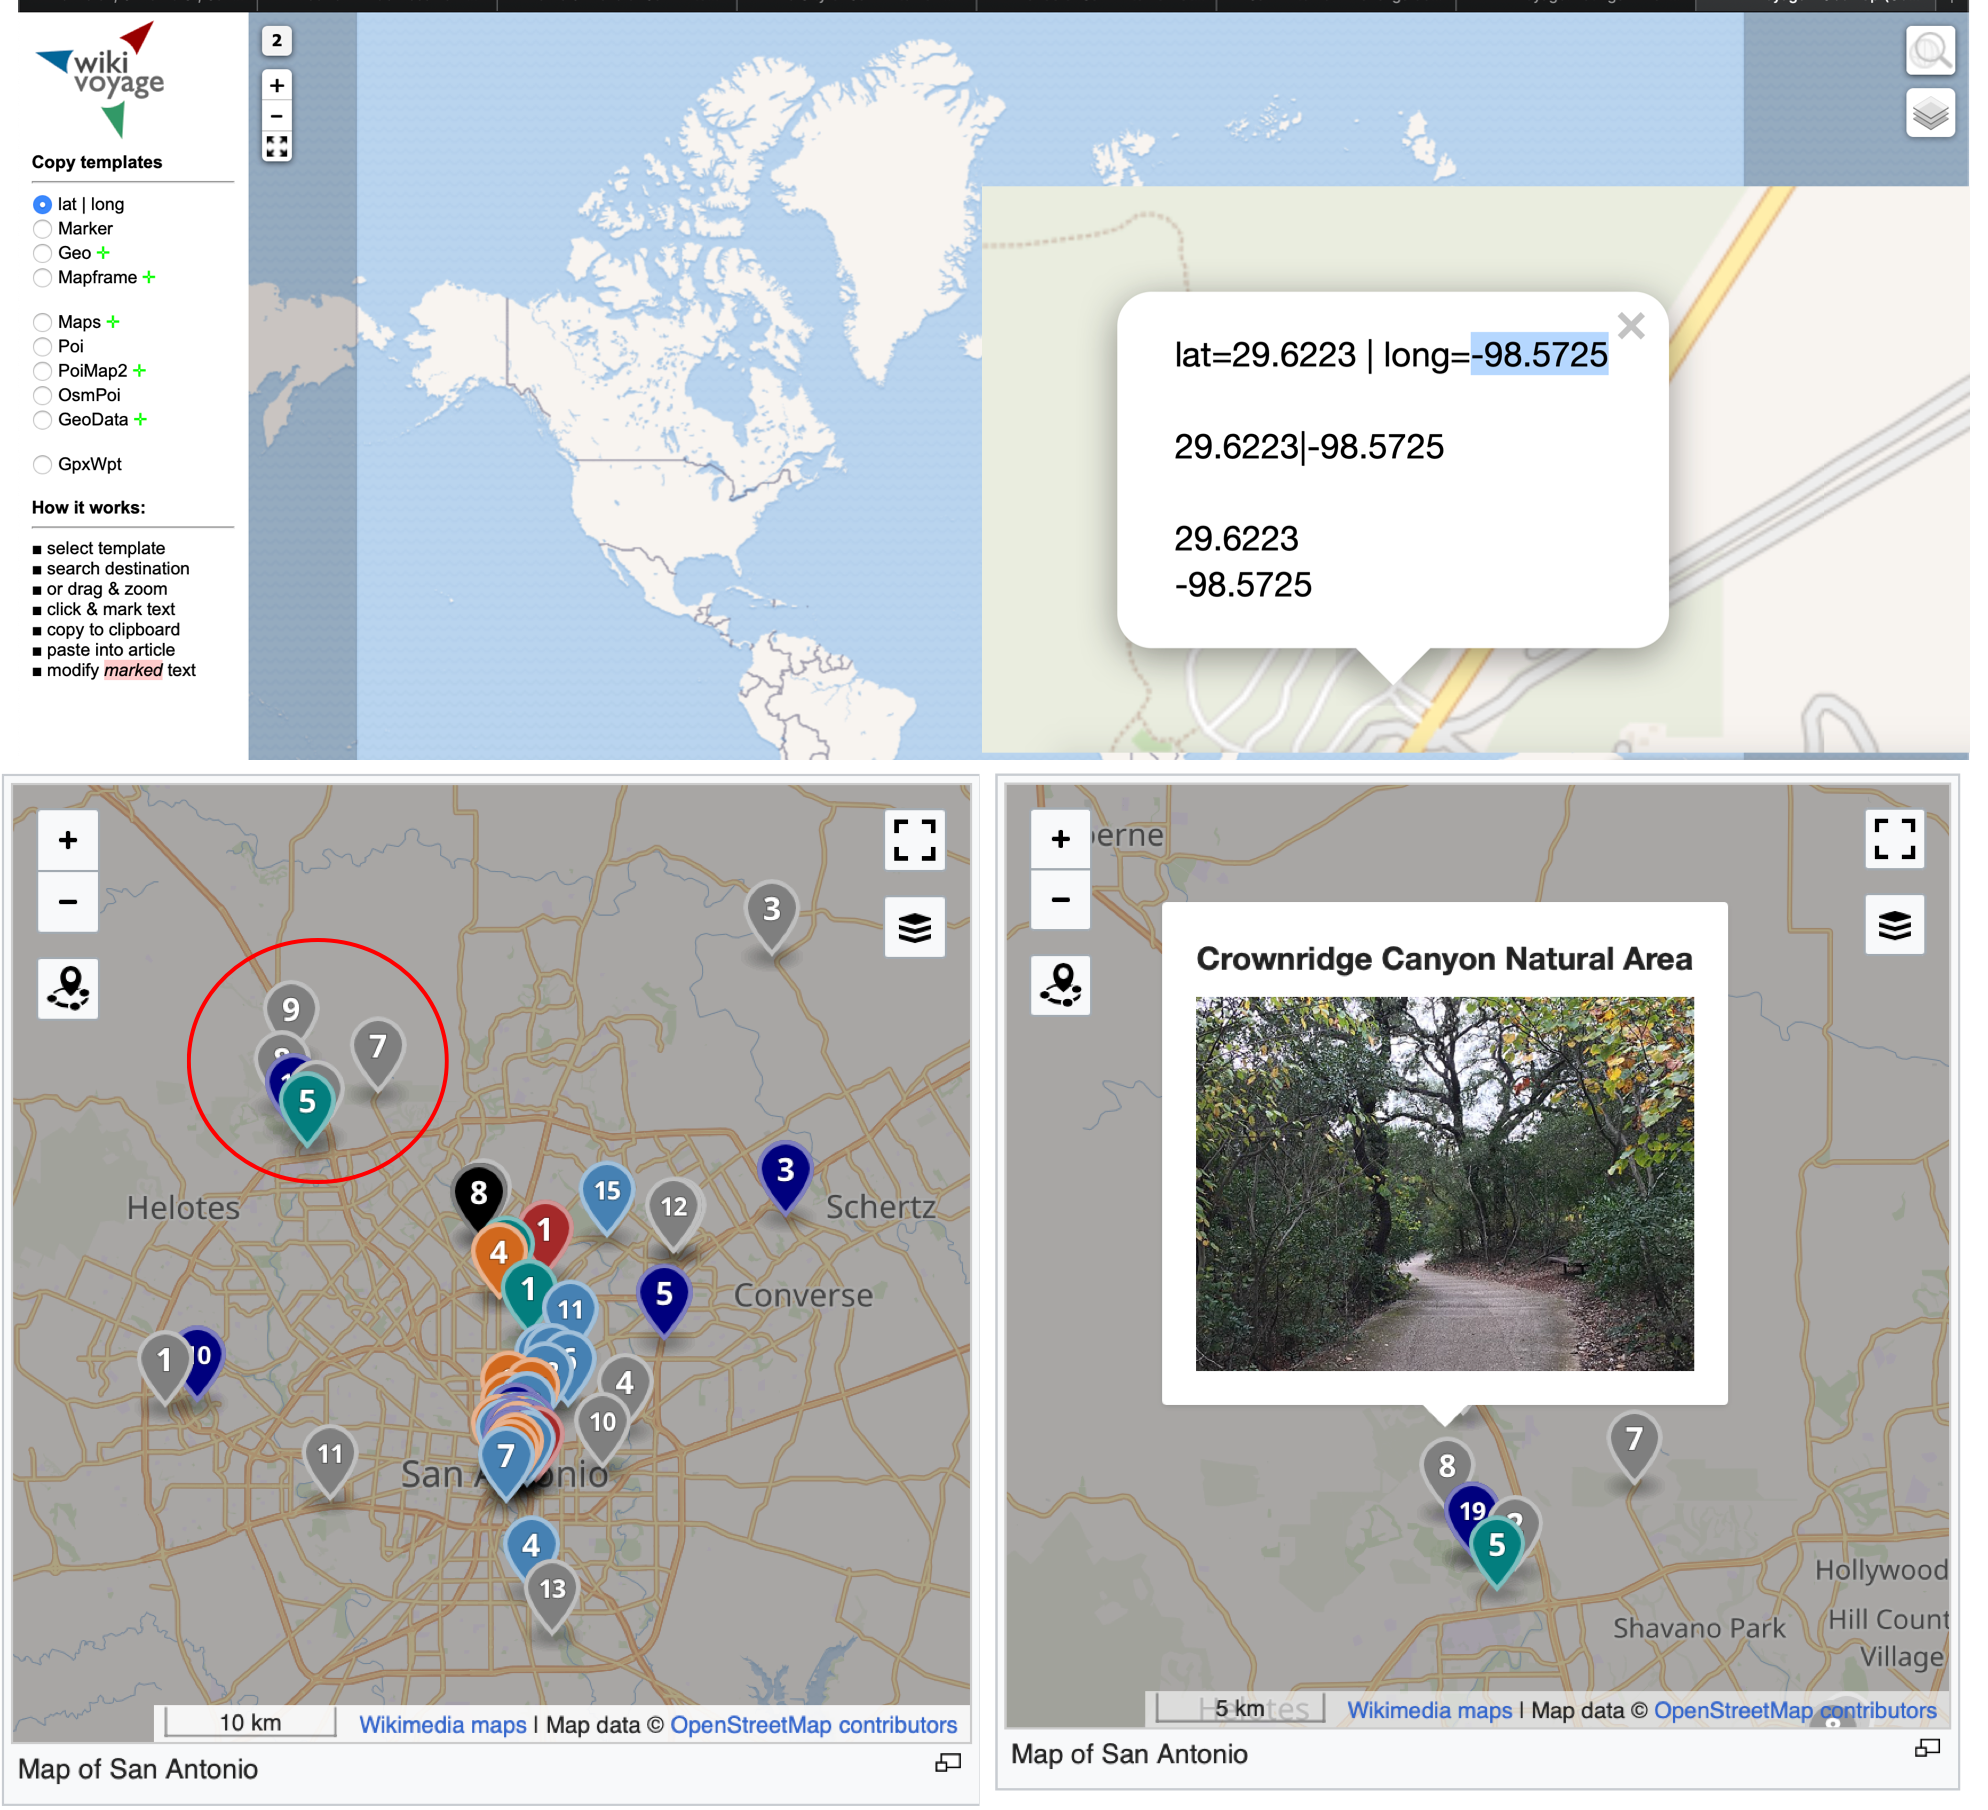 wiki
voyage
Copy templates
lat | long
Marker
Geo
Mapframe
Maps
Poi
PoiMap2
OsmPoi
GeoData
GpxWpt
How it works:
select template
search destination
or drag & zoom
click & mark text
copy to clipboard
paste into article
modify marked text
2
+
−
lat=29.6223 | long=-98.5725
29.6223|-98.5725
29.6223
-98.5725
+
−
3
9
7
5
Helotes
8
15
12
3
Schertz
1
4
1
11
5
Converse
1
10
4
10
11
7
San Antonio
4
13
10 km
Wikimedia maps | Map data © OpenStreetMap contributors
Map of San Antonio
+
−
erne
Crownridge Canyon Natural Area
7
8
19
2
5
Hollywood
Shavano Park
Hill Count
Village
Helotes
5 km
Wikimedia maps | Map data © OpenStreetMap contributors
8
Map of San Antonio